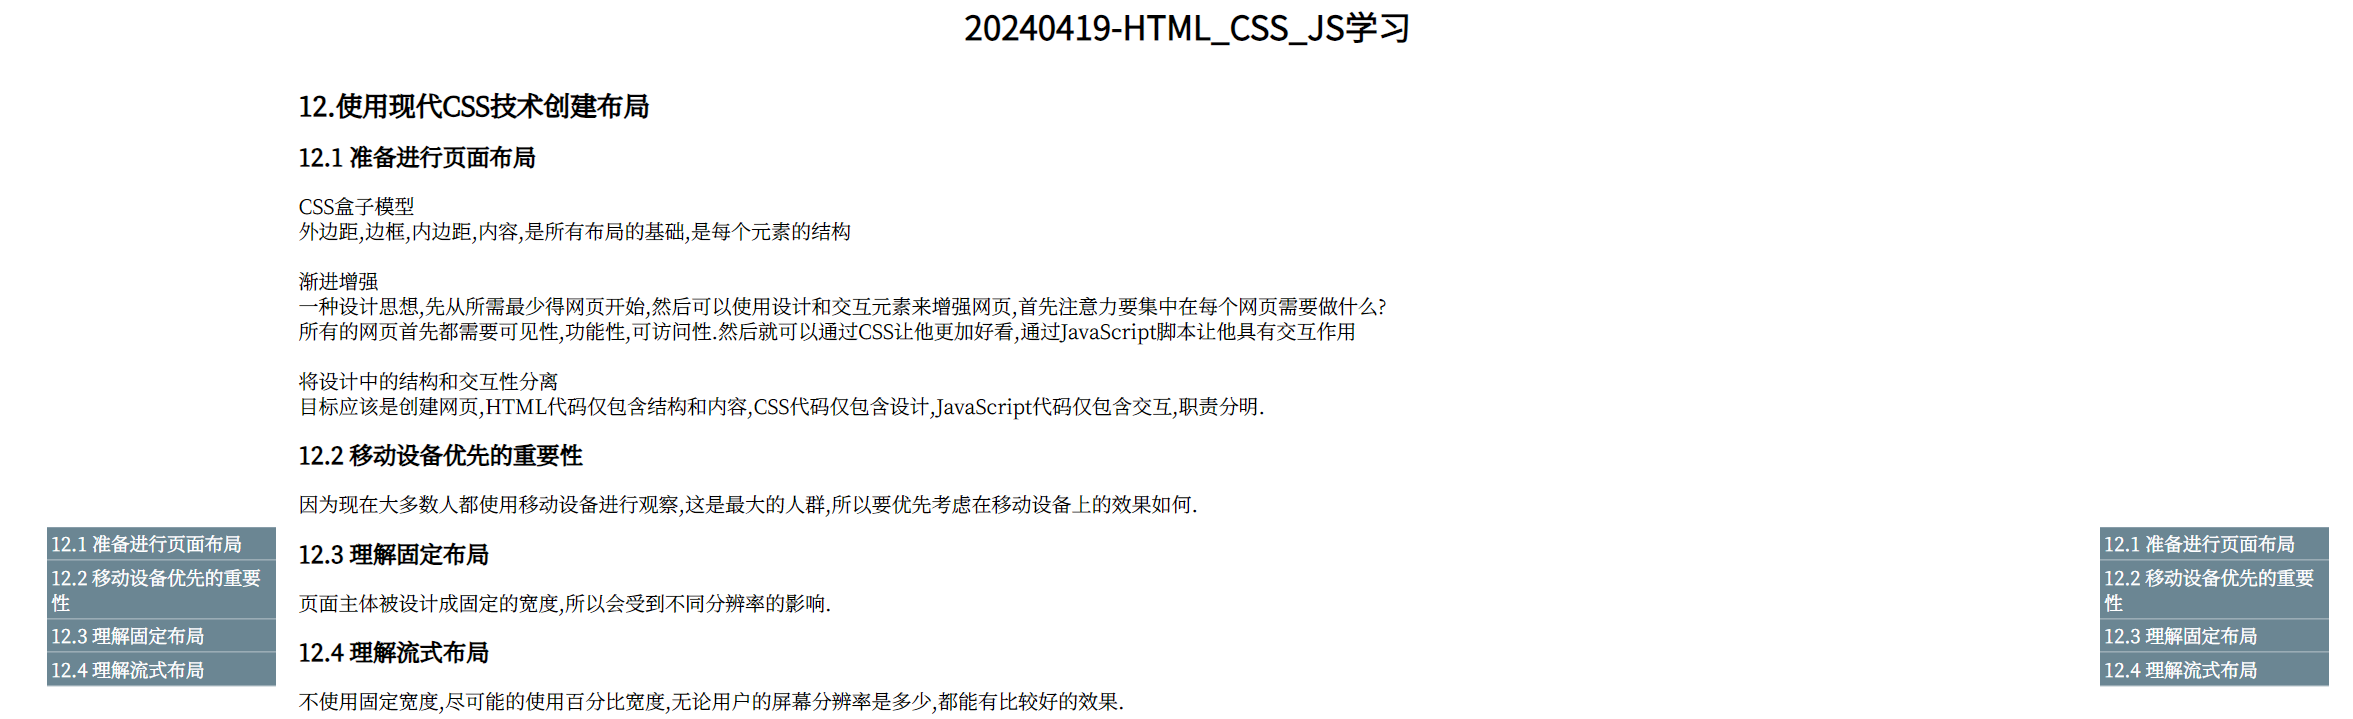 20240419-HTML_CSS_JS学习
12.使用现代CSS技术创建布局
12.1 准备进行页面布局
CSS盒子模型
外边距,边框,内边距,内容,是所有布局的基础,是每个元素的结构
渐进增强
一种设计思想,先从所需最少得网页开始,然后可以使用设计和交互元素来增强网页,首先注意力要集中在每个网页需要做什么?
所有的网页首先都需要可见性,功能性,可访问性.然后就可以通过CSS让他更加好看,通过JavaScript脚本让他具有交互作用
将设计中的结构和交互性分离
目标应该是创建网页,HTML代码仅包含结构和内容,CSS代码仅包含设计,JavaScript代码仅包含交互,职责分明.
12.2 移动设备优先的重要性
因为现在大多数人都使用移动设备进行观察,这是最大的人群,所以要优先考虑在移动设备上的效果如何.
12.3 理解固定布局
页面主体被设计成固定的宽度,所以会受到不同分辨率的影响.
12.4 理解流式布局
不使用固定宽度,尽可能的使用百分比宽度,无论用户的屏幕分辨率是多少,都能有比较好的效果.
12.1 准备进行页面布局
12.2 移动设备优先的重要
性
12.3 理解固定布局
12.4 理解流式布局
12.1 准备进行页面布局
12.2 移动设备优先的重要
性
12.3 理解固定布局
12.4 理解流式布局